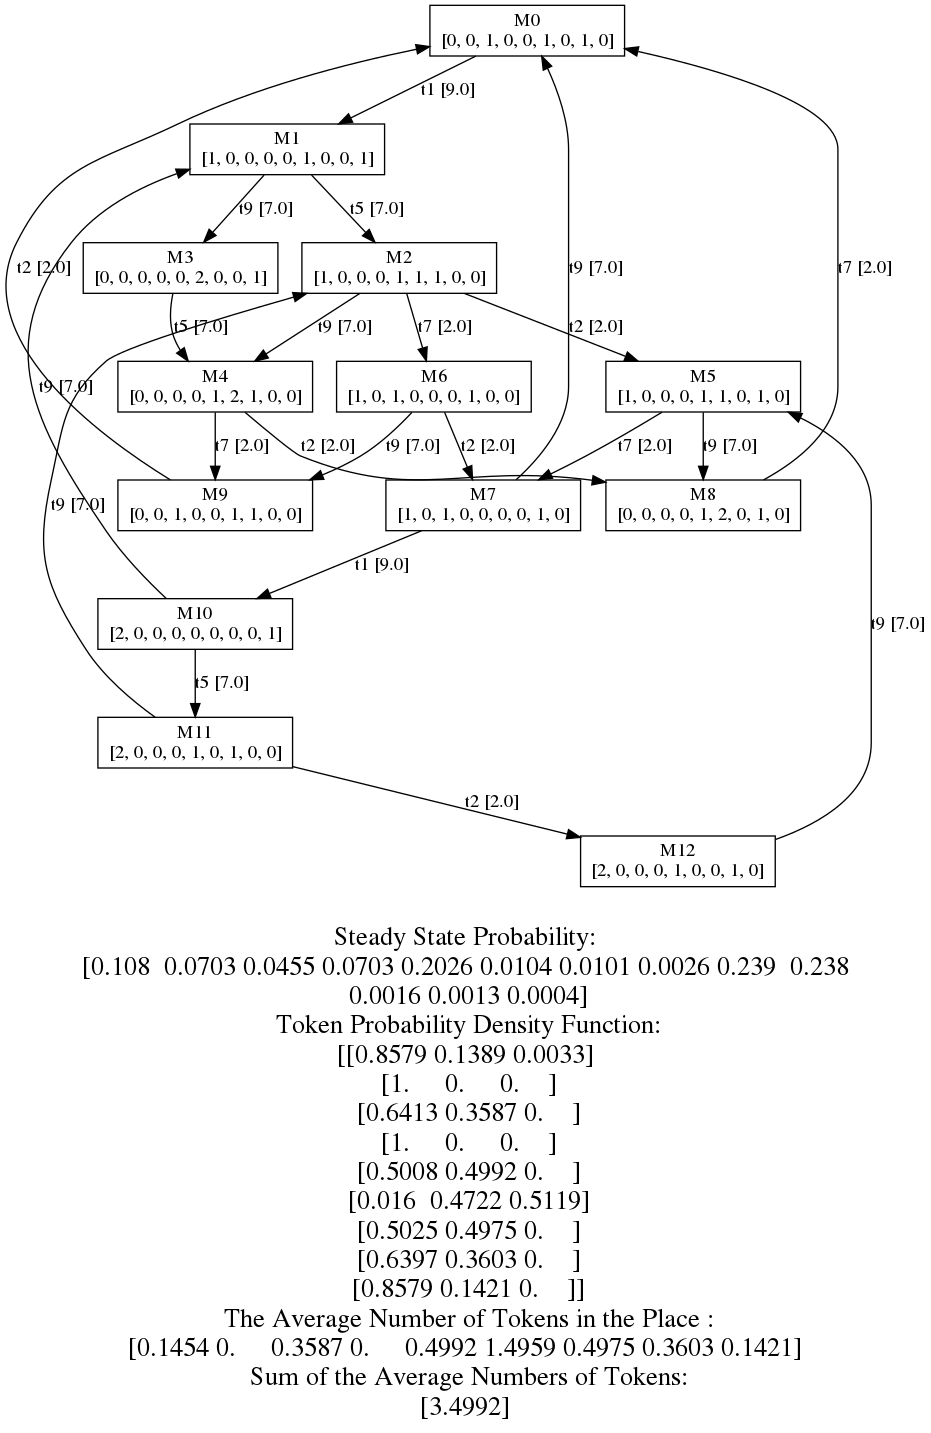 M0
[0, 0, 1, 0, 0, 1, 0, 1, 0]
t1 [9.0]
M1
[1, 0, 0, 0, 0, 1, 0, 0, 1]
t9 [7.0]
t5 [7.0]
M3
[0, 0, 0, 0, 0, 2, 0, 0, 1]
M2
[1, 0, 0, 0, 1, 1, 1, 0, 0]
t2 [2.0]
t9 [7.0]
t7 [2.0]
t5 [7.0]
t9 [7.0]
t7 [2.0]
t2 [2.0]
M4
[0, 0, 0, 0, 1, 2, 1, 0, 0]
M6
[1, 0, 1, 0, 0, 0, 1, 0, 0]
M5
[1, 0, 0, 0, 1, 1, 0, 1, 0]
t9 [7.0]
t7 [2.0]
t2 [2.0]
t9 [7.0]
t2 [2.0]
t7 [2.0]
t9 [7.0]
M9
[0, 0, 1, 0, 0, 1, 1, 0, 0]
M7
[1, 0, 1, 0, 0, 0, 0, 1, 0]
M8
[0, 0, 0, 0, 1, 2, 0, 1, 0]
t9 [7.0]
t1 [9.0]
M10
[2, 0, 0, 0, 0, 0, 0, 0, 1]
t9 [7.0]
t5 [7.0]
M11
[2, 0, 0, 0, 1, 0, 1, 0, 0]
t2 [2.0]
M12
[2, 0, 0, 0, 1, 0, 0, 1, 0]
Steady State Probability:
[0.108 0.0703 0.0455 0.0703 0.2026 0.0104 0.0101 0.0026 0.239 0.238
0.0016 0.0013 0.0004]
Token Probability Density Function:
[[0.8579 0.1389 0.0033]
[1. 0. 0. ]
[0.6413 0.3587 0. ]
[1. 0. 0. ]
[0.5008 0.4992 0. ]
[0.016 0.4722 0.5119]
[0.5025 0.4975 0. ]
[0.6397 0.3603 0. ]
[0.8579 0.1421 0. ]]
The Average Number of Tokens in the Place :
[0.1454 0. 0.3587 0. 0.4992 1.4959 0.4975 0.3603 0.1421]
Sum of the Average Numbers of Tokens:
[3.4992]